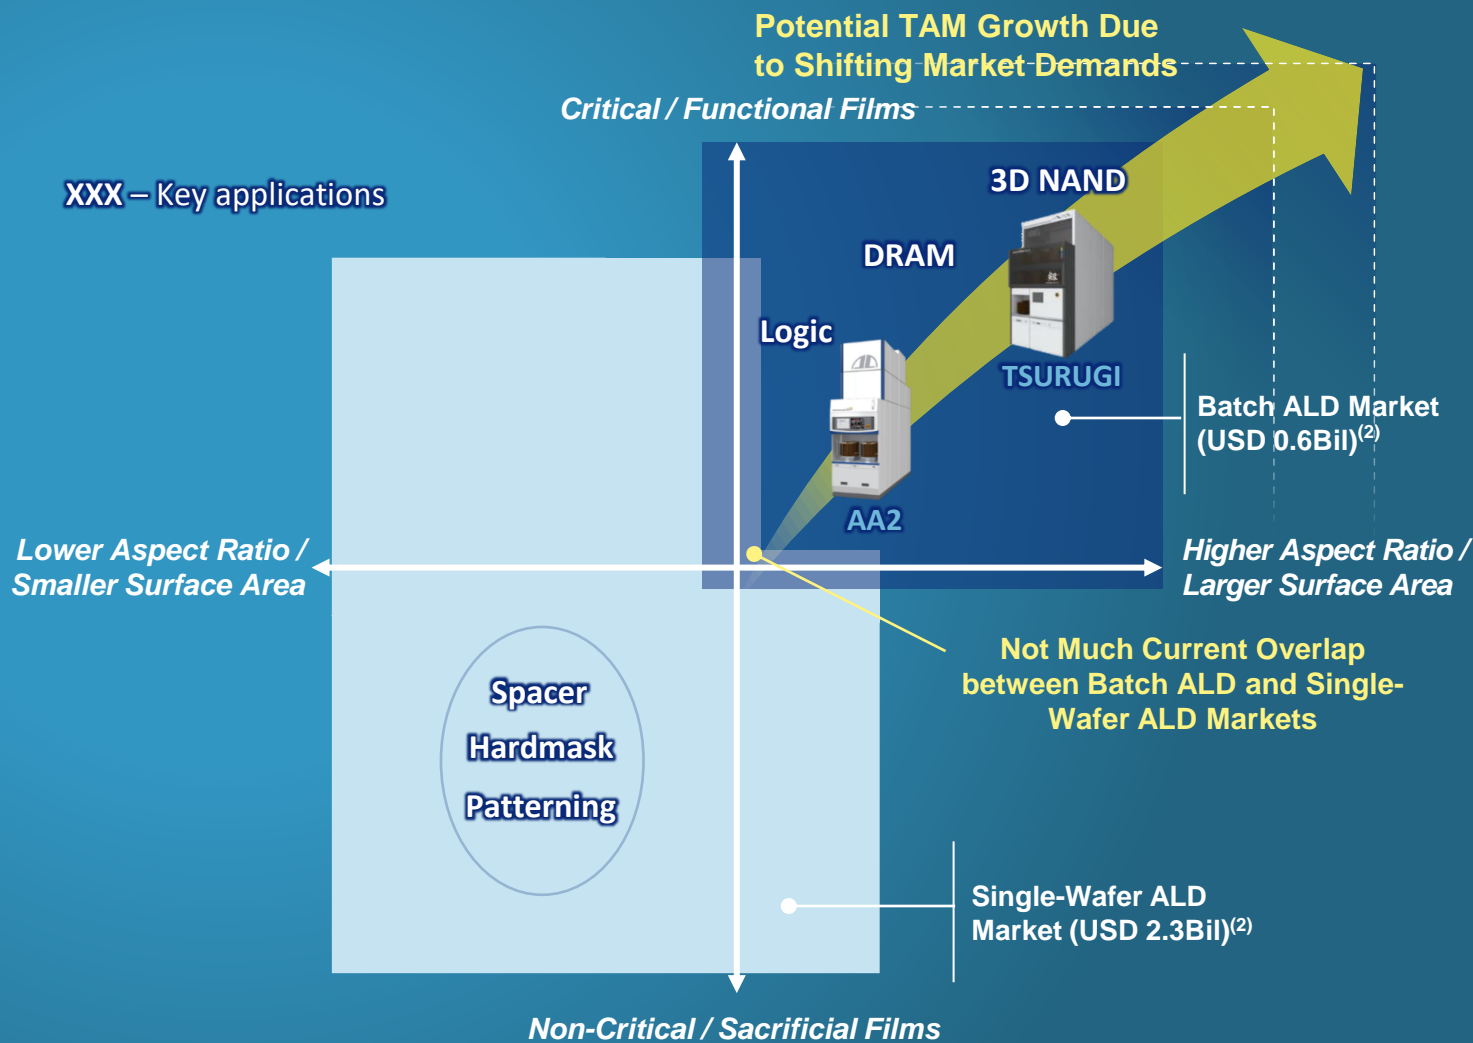 Potential TAM Growth Due
to Shifting Market Demands
Critical / Functional Films
XXX – Key applications
3D NAND
DRAM
Logic
TSURUGI
AA2
Batch ALD Market
(USD 0.6Bil)(2)
Lower Aspect Ratio /
Smaller Surface Area
Higher Aspect Ratio /
Larger Surface Area
Not Much Current Overlap
between Batch ALD and Single-
Wafer ALD Markets
Spacer
Hardmask
Patterning
Single-Wafer ALD
Market (USD 2.3Bil)(2)
Non-Critical / Sacrificial Films